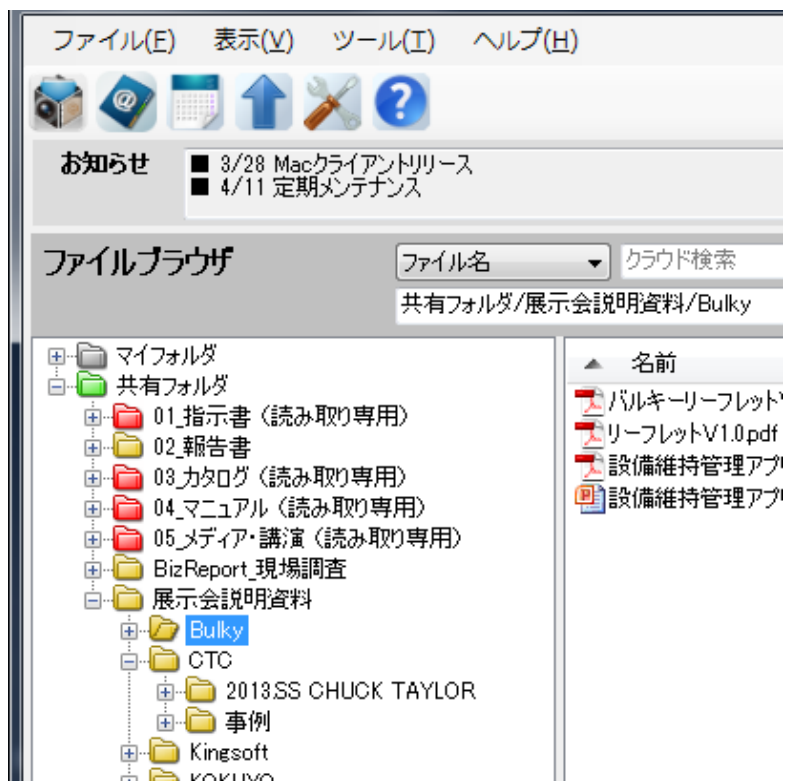 ファイル(F) 表示(V) ツール(T) ヘルプ(H)
お知らせ
■ 3/28 Macクライアントリリース
■ 4/11 定期メンテナンス
ファイルブラウザ ファイル名 クラウド検索
共有フォルダ/展示会説明資料/Bulky
マイフォルダ
共有フォルダ
01_指示書（読み取り専用）
02_報告書
03_カタログ（読み取り専用）
04_マニュアル（読み取り専用）
05_メディア・講演（読み取り専用）
BizReport_現場調査
展示会説明資料
Bulky
CTC
2013SS CHUCK TAYLOR
事例
Kingsoft
KOKUYO
名前
バルキーリーフレット
リーフレットV1.0.pdf
設備維持管理アプ
設備維持管理アプ